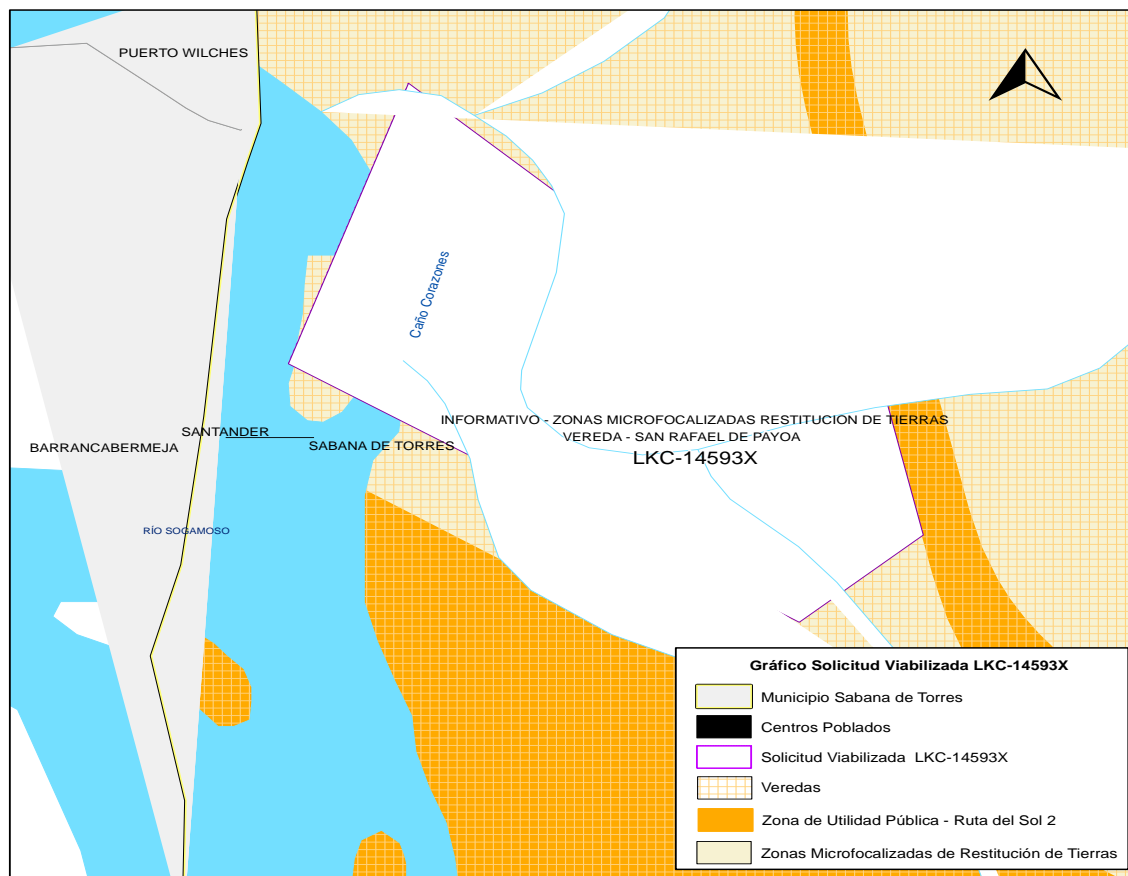 PUERTO WILCHES
Caño Corazones
INFORMATIVO - ZONAS MICROFOCALIZADAS RESTITUCION DE TIERRAS
VEREDA - SAN RAFAEL DE PAYOA
LKC-14593X
SANTANDER
BARRANCABERMEJA
SABANA DE TORRES
RÍO SOGAMOSO
Gráfico Solicitud Viabilizada LKC-14593X
Municipio Sabana de Torres
Centros Poblados
Solicitud Viabilizada LKC-14593X
Veredas
Zona de Utilidad Pública - Ruta del Sol 2
Zonas Microfocalizadas de Restitución de Tierras